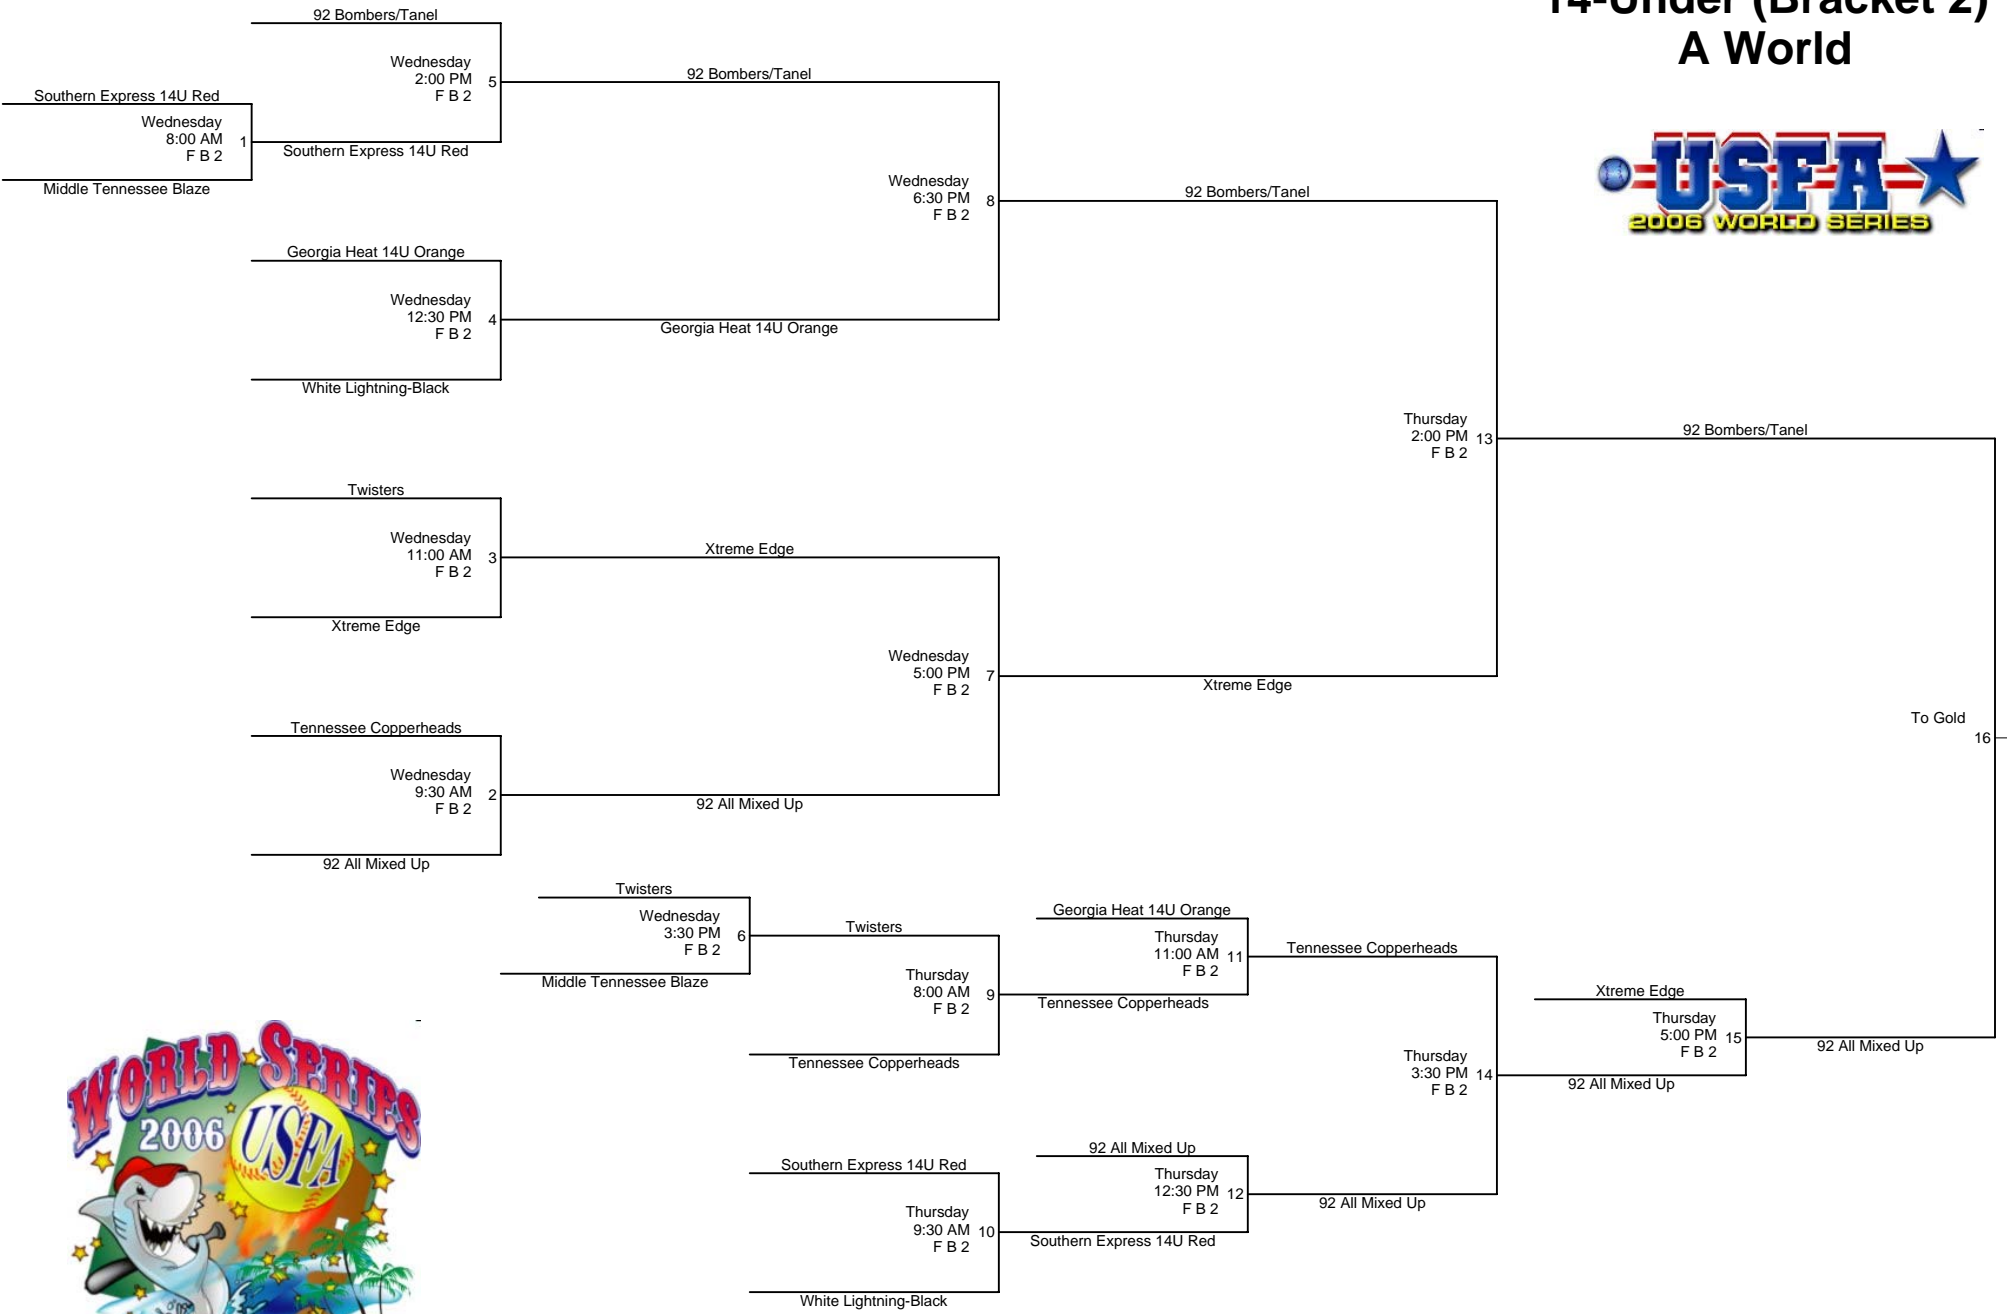 14-Under (Bracket 2)
A World
USFA
2006 WORLD SERIES
92 Bombers/Tanel
Wednesday
2:00 PM
F B 2
5
92 Bombers/Tanel
Southern Express 14U Red
Wednesday
8:00 AM
F B 2
1
Southern Express 14U Red
Middle Tennessee Blaze
Wednesday
6:30 PM
F B 2
8
92 Bombers/Tanel
Georgia Heat 14U Orange
Wednesday
12:30 PM
F B 2
4
Georgia Heat 14U Orange
White Lightning-Black
Thursday
2:00 PM
F B 2
13
92 Bombers/Tanel
Twisters
Wednesday
11:00 AM
F B 2
3
Xtreme Edge
Xtreme Edge
Wednesday
5:00 PM
F B 2
7
Xtreme Edge
Tennessee Copperheads
Wednesday
9:30 AM
F B 2
2
92 All Mixed Up
92 All Mixed Up
To Gold
16
Twisters
Wednesday
3:30 PM
F B 2
6
Twisters
Middle Tennessee Blaze
Thursday
8:00 AM
F B 2
9
Tennessee Copperheads
Tennessee Copperheads
Georgia Heat 14U Orange
Thursday
11:00 AM
F B 2
11
Tennessee Copperheads
Thursday
3:30 PM
F B 2
14
92 All Mixed Up
Xtreme Edge
Thursday
5:00 PM
F B 2
15
92 All Mixed Up
92 All Mixed Up
Thursday
12:30 PM
F B 2
12
92 All Mixed Up
Southern Express 14U Red
Thursday
9:30 AM
F B 2
10
Southern Express 14U Red
White Lightning-Black
WORLD SERIES
2006
USFA